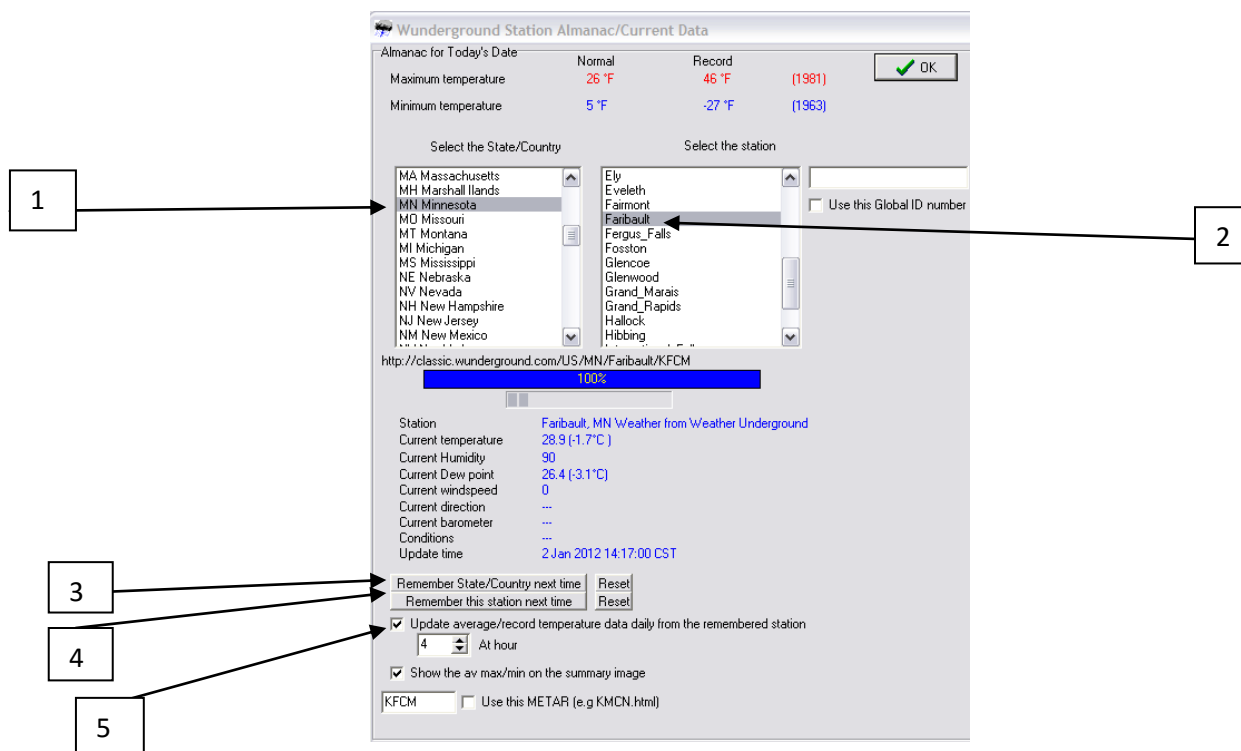 Wunderground Station Almanac/Current Data
Almanac for Today's Date
Normal Record
OK
Maximum temperature 26 °F 46 °F (1981)
Minimum temperature 5 °F -27 °F (1963)
Select the State/Country Select the station
MA Massachusetts
MH Marshall Ilands
MN Minnesota
MO Missouri
MT Montana
MI Michigan
MS Mississippi
NE Nebraska
NV Nevada
NH New Hampshire
NJ New Jersey
NM New Mexico
Ely
Eveleth
Fairmont
Faribault
Fergus_Falls
Fosston
Glencoe
Glenwood
Grand_Marais
Grand_Rapids
Hallock
Hibbing
Use this Global ID number
1
2
http://classic.wunderground.com/US/MN/Faribault/KFCM
100%
Station Faribault, MN Weather from Weather Underground
Current temperature 28.9 (-1.7°C )
Current Humidity 90
Current Dew point 26.4 (-3.1°C)
Current windspeed 0
Current direction ---
Current barometer ---
Conditions ---
Update time 2 Jan 2012 14:17:00 CST
3
Remember State/Country next time Reset
Remember this station next time Reset
4
Update average/record temperature data daily from the remembered station
4 At hour
Show the av max/min on the summary image
5
KFCM Use this METAR (e.g KMCN.html)